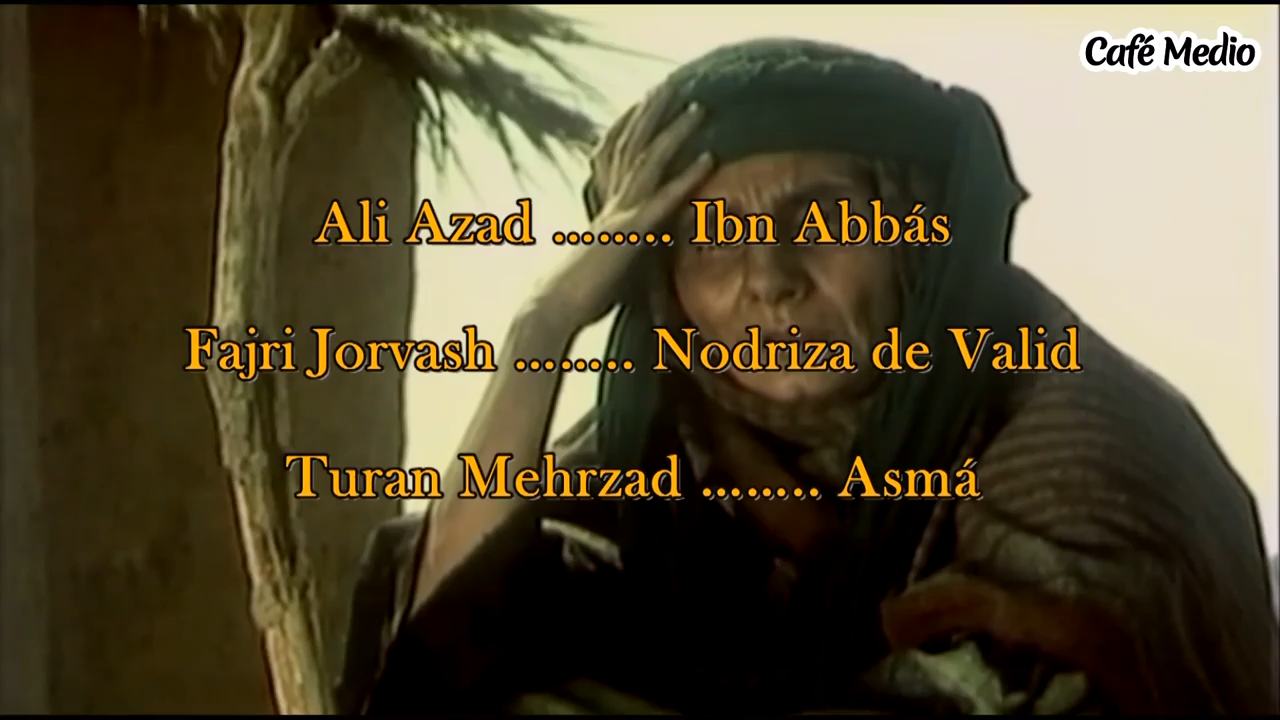 Café Medio
Ali Azad ........ Ibn Abbás
Fajri Jorvash ........ Nodriza de Valid
Turan Mehrzad ........ Asmá